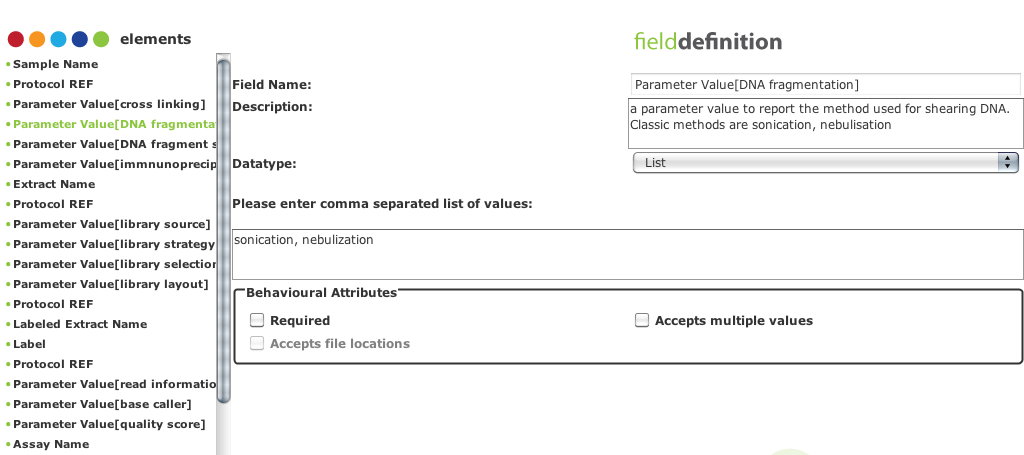 elements
Sample Name
Protocol REF
Parameter Value[cross linking]
Parameter Value[DNA fragmenta
Parameter Value[DNA fragment s
Parameter Value[immnunoprecip
Extract Name
Protocol REF
Parameter Value[library source]
Parameter Value[library strategy
Parameter Value[library selection
Parameter Value[library layout]
Protocol REF
Labeled Extract Name
Label
Protocol REF
Parameter Value[read informatio
Parameter Value[base caller]
Parameter Value[quality score]
Assay Name
fielddefinition
Field Name:
Parameter Value[DNA fragmentation]
Description:
a parameter value to report the method used for shearing DNA.
Classic methods are sonication, nebulisation
Datatype:
List
Please enter comma separated list of values:
sonication, nebulization
Behavioural Attributes
Required
Accepts multiple values
Accepts file locations